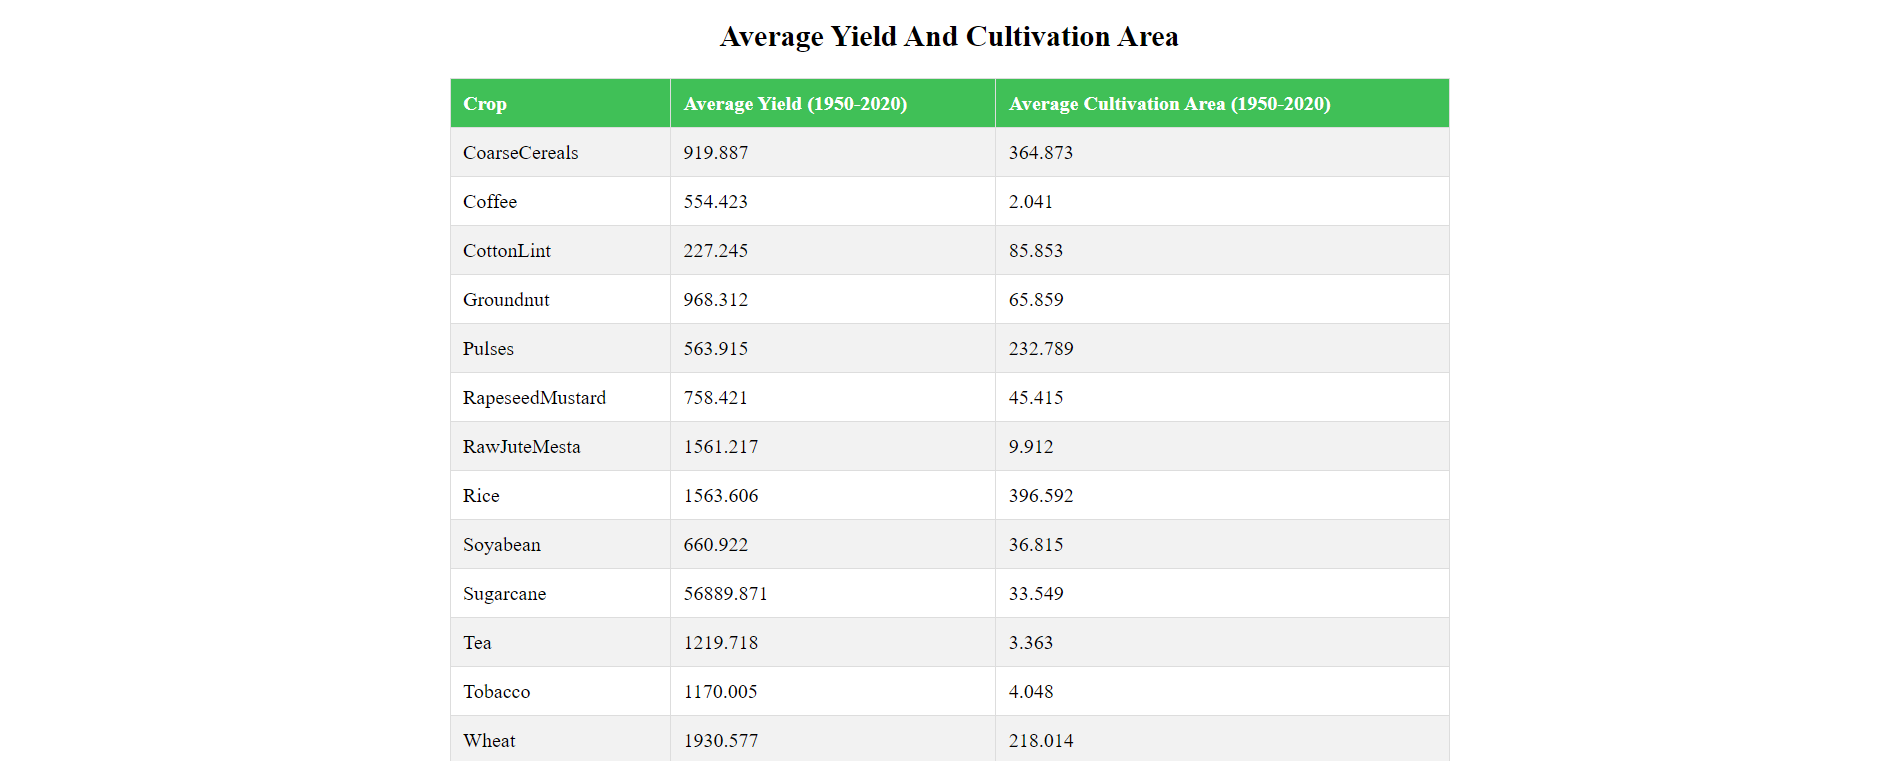 Average Yield And Cultivation Area
Crop Average Yield (1950-2020) Average Cultivation Area (1950-2020)
CoarseCereals 919.887 364.873
Coffee 554.423 2.041
CottonLint 227.245 85.853
Groundnut 968.312 65.859
Pulses 563.915 232.789
RapeseedMustard 758.421 45.415
RawJuteMesta 1561.217 9.912
Rice 1563.606 396.592
Soyabean 660.922 36.815
Sugarcane 56889.871 33.549
Tea 1219.718 3.363
Tobacco 1170.005 4.048
Wheat 1930.577 218.014